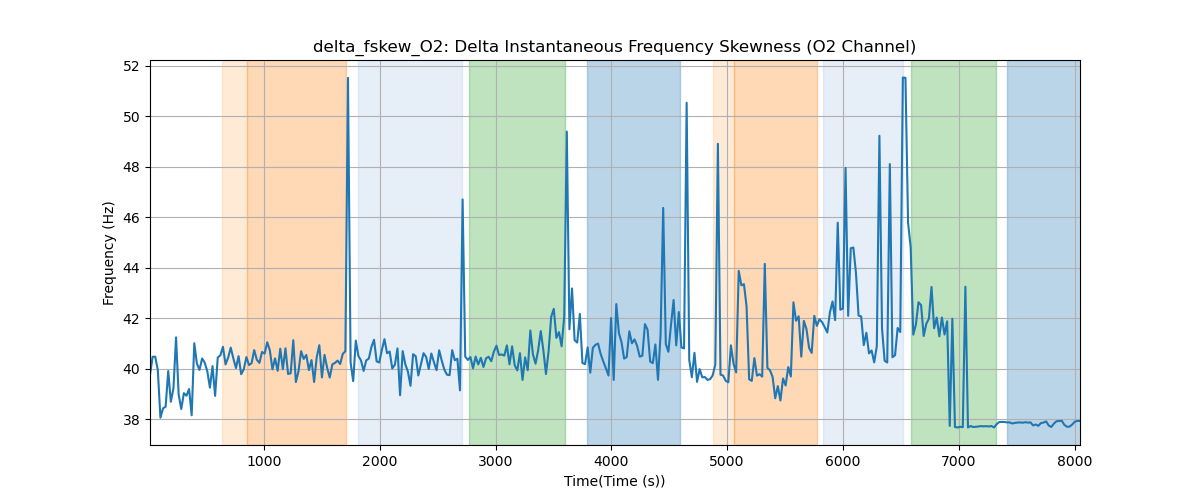 delta_fskew_O2: Delta Instantaneous Frequency Skewness (O2 Channel)
52
50
48
46
44
42
40
38
Frequency (Hz)
1000 2000 3000 4000 5000 6000 7000 8000
Time(Time (s))